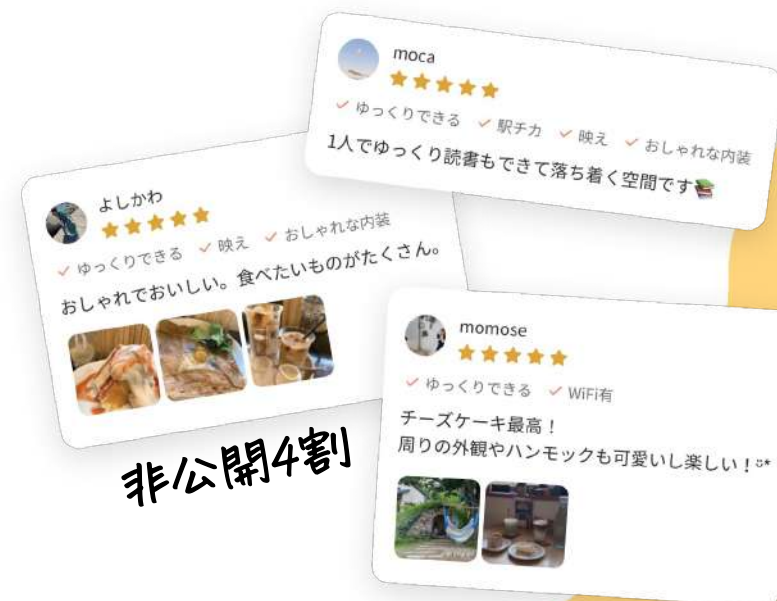 moca
ゆっくりできる 駅チカ 映え おしゃれな内装
1人でゆっくり読書もできて落ち着く空間です📚
よしかわ
ゆっくりできる 映え おしゃれな内装
おしゃれでおいしい。食べたいものがたくさん。
momose
ゆっくりできる WiFi有
チーズケーキ最高！
周りの外観やハンモックも可愛いし楽しい！ᵕ̈*
非公開4割